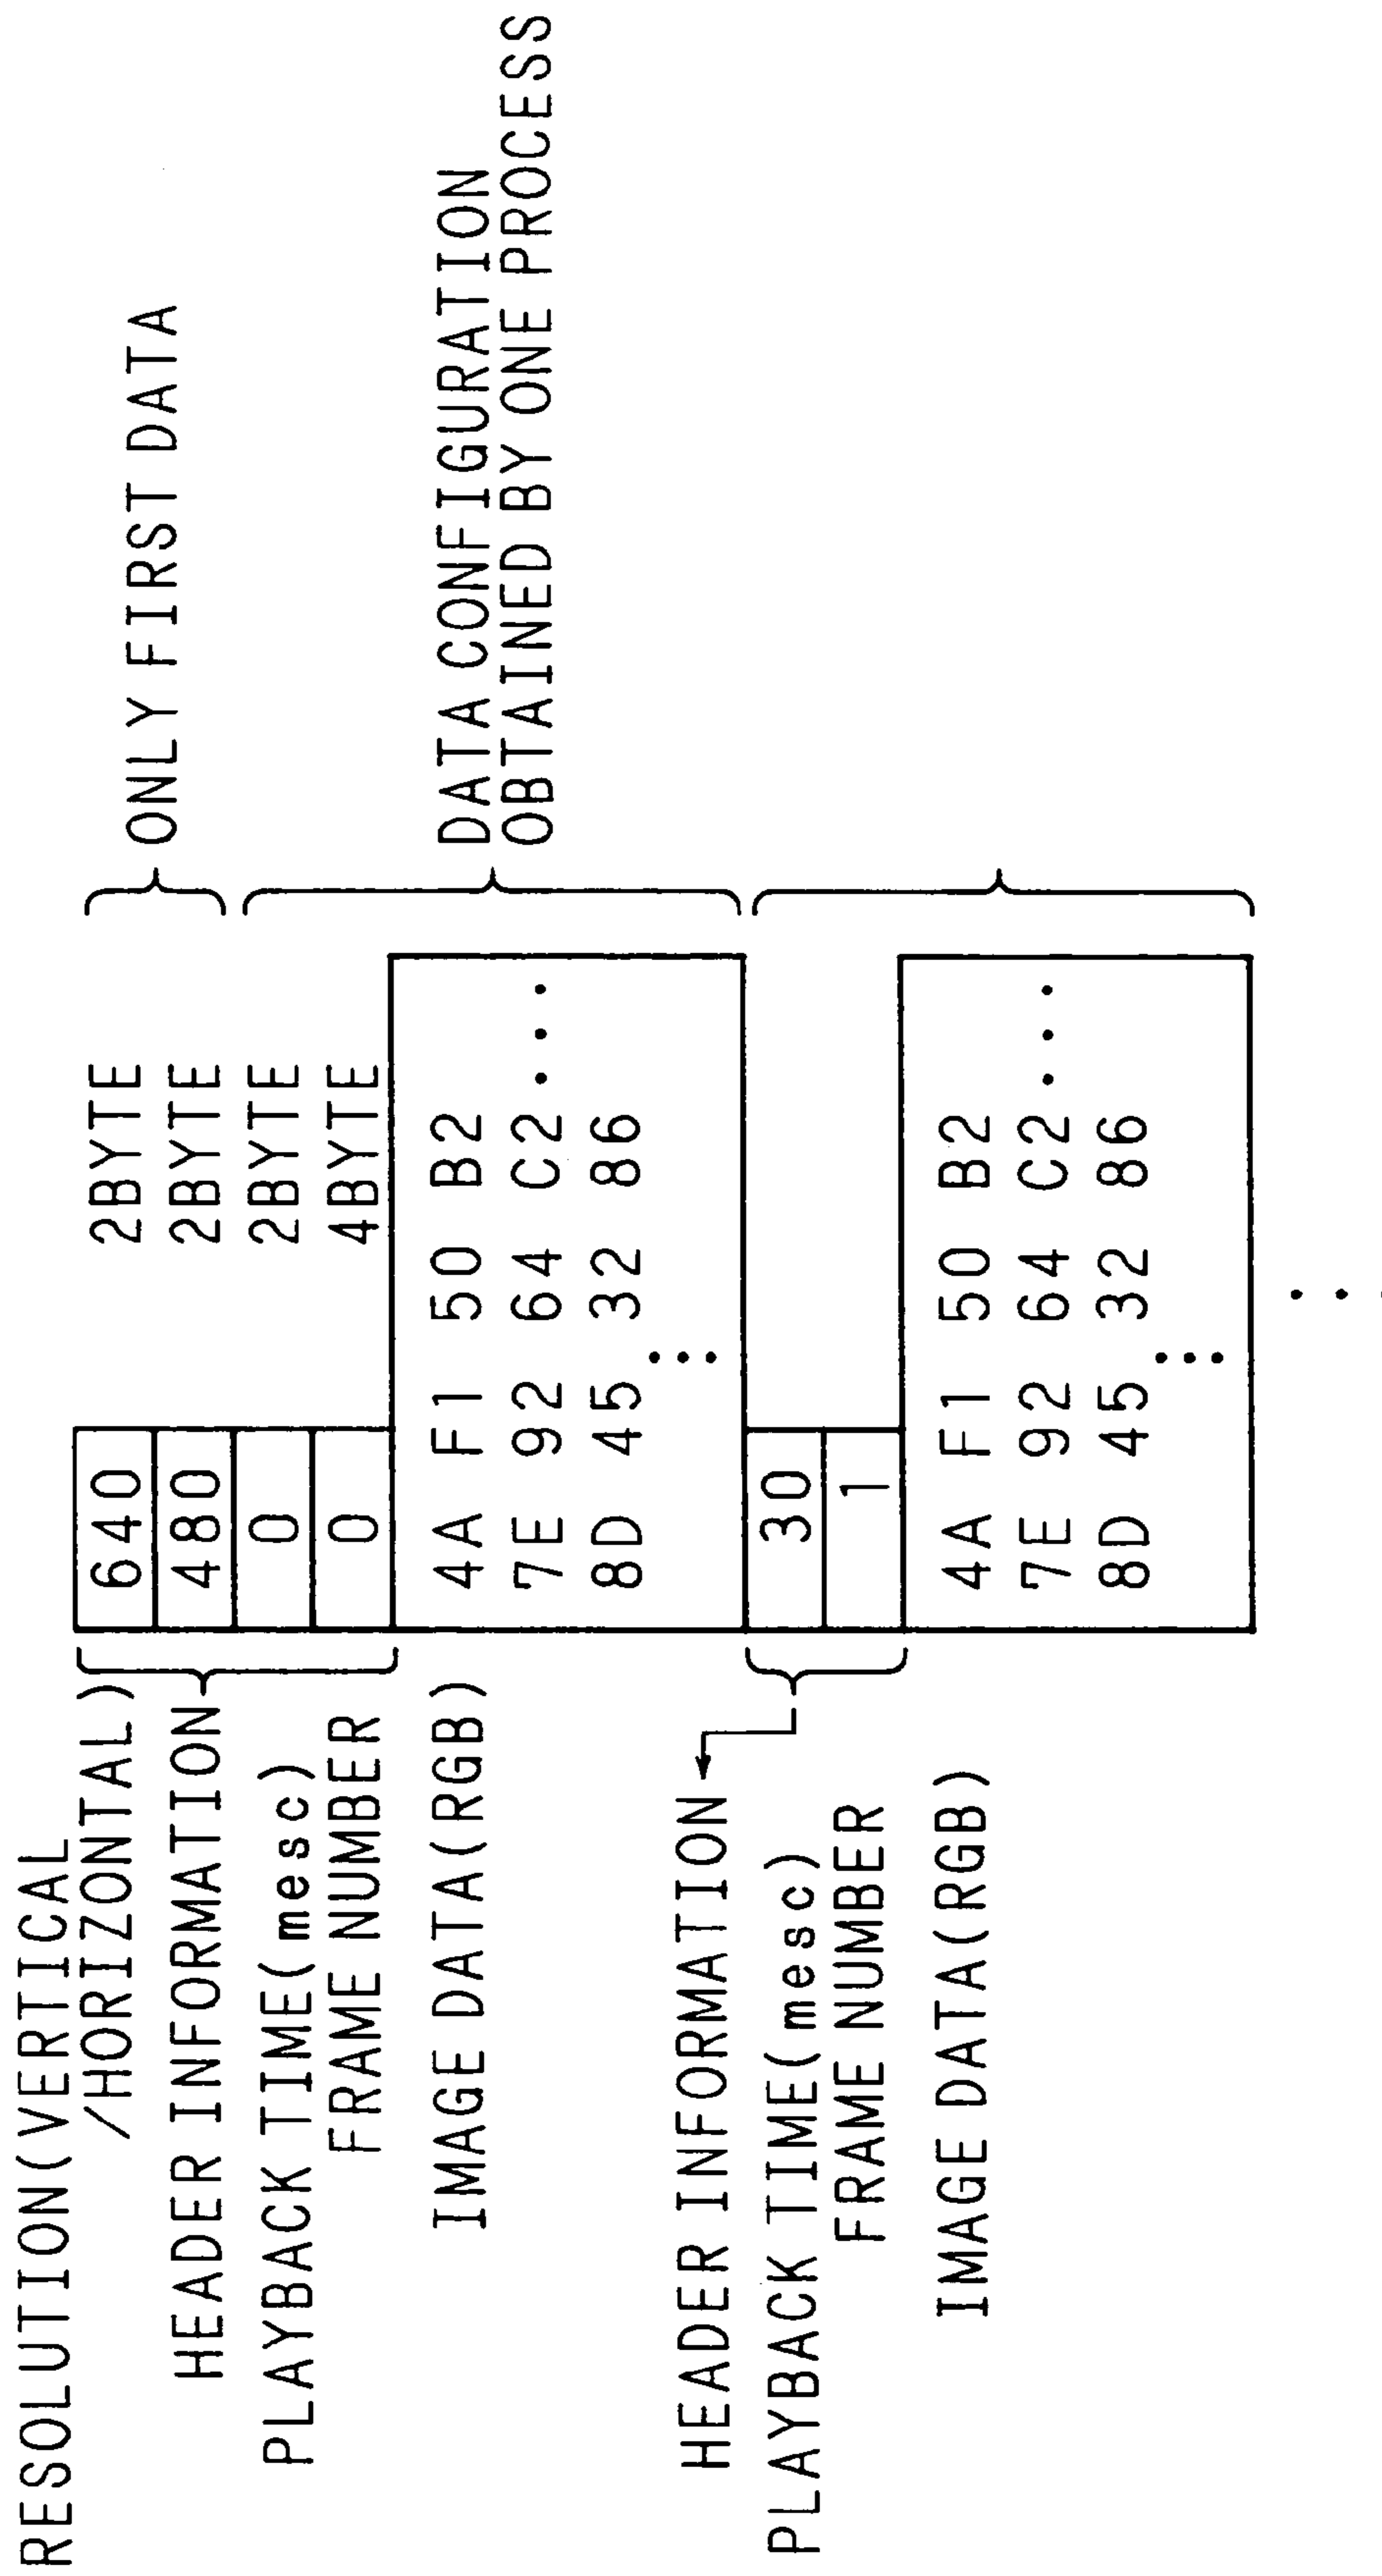 RESOLUTION(VERTICAL
/HORIZONTAL)
640 2BYTE
480 2BYTE
ONLY FIRST DATA
HEADER INFORMATION
PLAYBACK TIME(mesc)
0 2BYTE
FRAME NUMBER
0 4BYTE
IMAGE DATA(RGB)
4A F1 50 B2
7E 92 64 C2 . . .
8D 45 32 86
DATA CONFIGURATION
OBTAINED BY ONE PROCESS
HEADER INFORMATION
PLAYBACK TIME(mesc)
30
FRAME NUMBER
1
IMAGE DATA(RGB)
4A F1 50 B2
7E 92 64 C2 . . .
8D 45 32 86